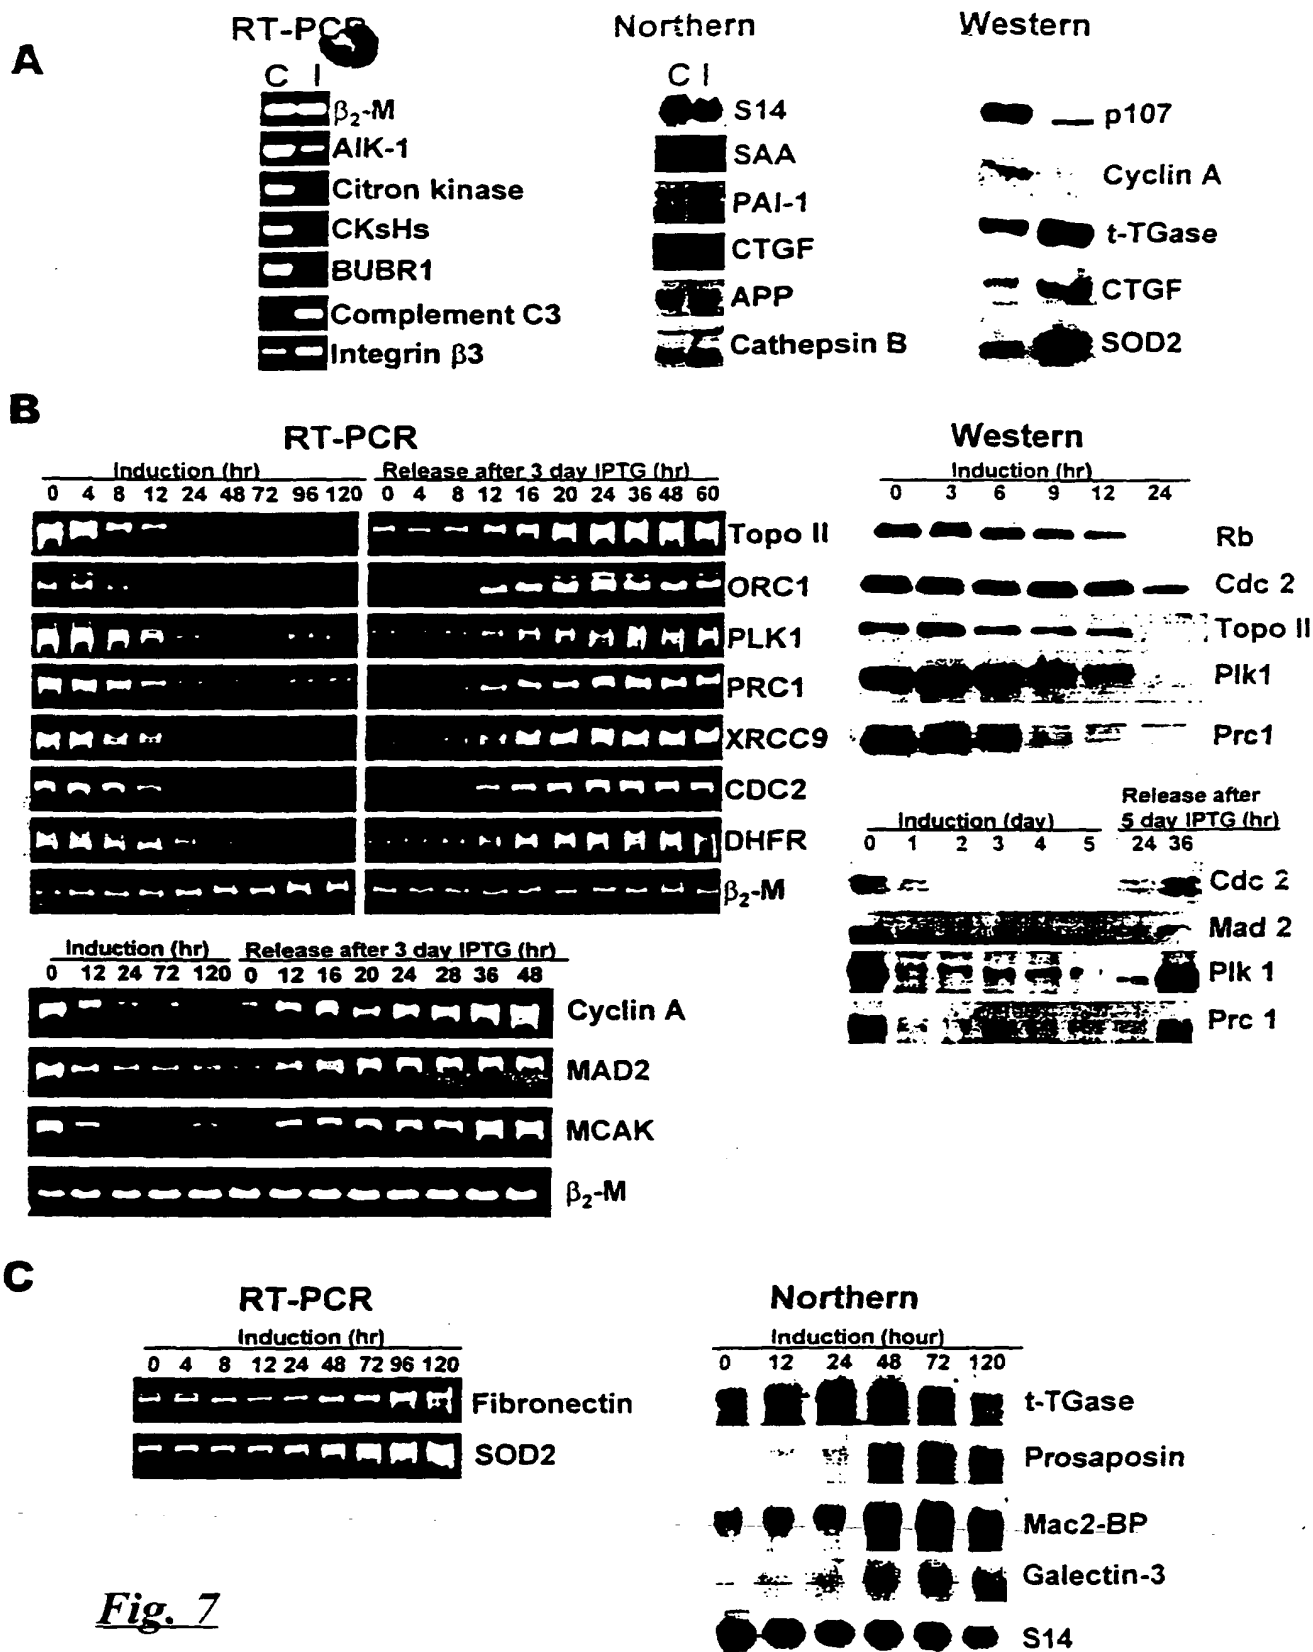 A
RT-PCR
Northern
Western
C I
C I
β2-M
AIK-1
Citron kinase
CKsHs
BUBR1
Complement C3
Integrin β3
S14
SAA
PAI-1
CTGF
APP
Cathepsin B
p107
Cyclin A
t-TGase
CTGF
SOD2
B
RT-PCR
Western
Induction (hr)
Release after 3 day IPTG (hr)
0 4 8 12 24 48 72 96 120
0 4 8 12 16 20 24 36 48 60
Topo II
ORC1
PLK1
PRC1
XRCC9
CDC2
DHFR
β2-M
Induction (hr)
0 3 6 9 12 24
Rb
Cdc 2
Topo II
Plk1
Prc1
Induction (day)
Release after
5 day IPTG (hr)
0 1 2 3 4 5 24 36
Cdc 2
Mad 2
Plk 1
Prc 1
Induction (hr)
Release after 3 day IPTG (hr)
0 12 24 72 120 0 12 16 20 24 28 36 48
Cyclin A
MAD2
MCAK
β2-M
C
RT-PCR
Northern
Induction (hr)
0 4 8 12 24 48 72 96 120
Fibronectin
SOD2
Induction (hour)
0 12 24 48 72 120
t-TGase
Prosaposin
Mac2-BP
Galectin-3
S14
Fig. 7